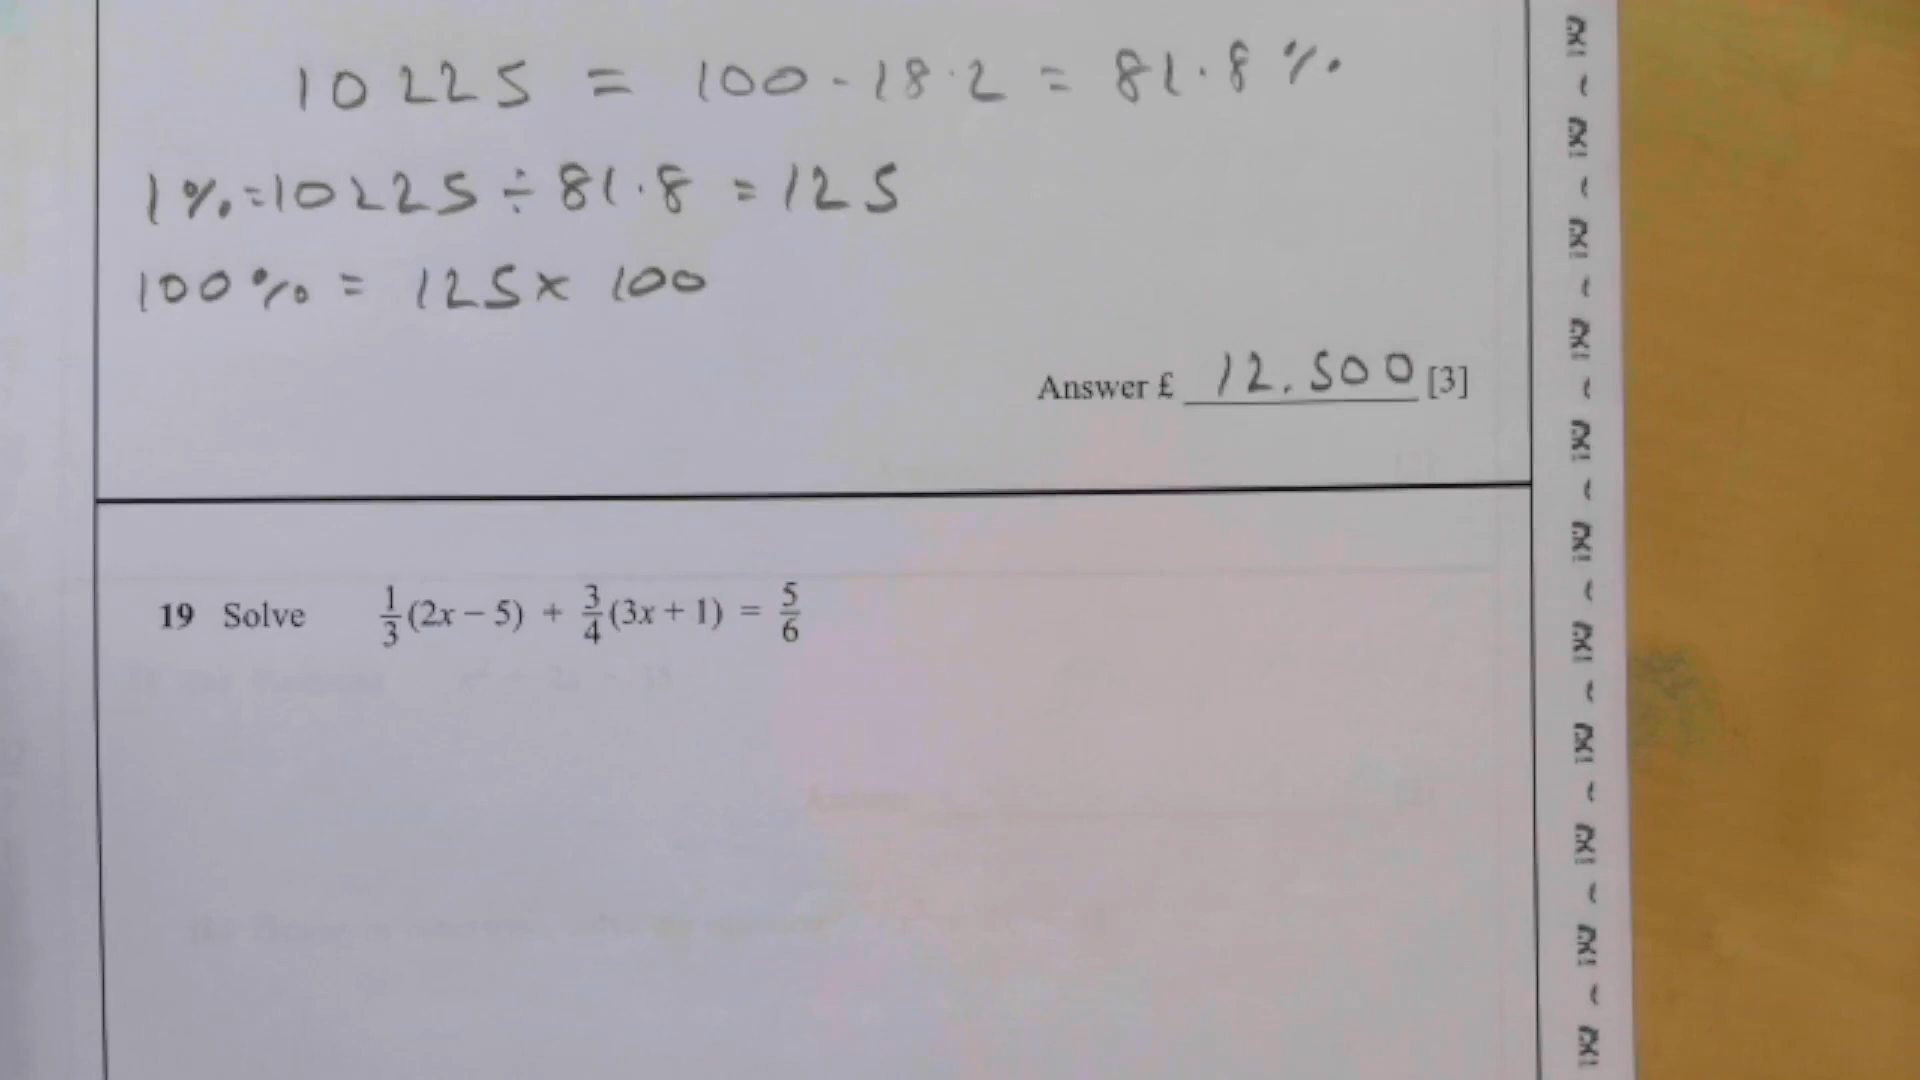 10225 = 100 - 18.2 = 81.8%
1% = 10225 ÷ 81.8 = 125
100% = 125 x 100
Answer £ 12.500 [3]
19 Solve 1/3(2x – 5) + 3/4(3x + 1) = 5/6